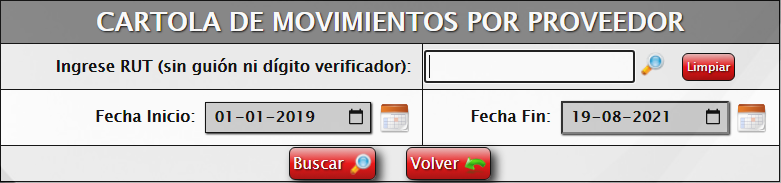 CARTOLA DE MOVIMIENTOS POR PROVEEDOR
Ingrese RUT (sin guión ni dígito verificador): Limpiar
Fecha Inicio: 01-01-2019 Fecha Fin: 19-08-2021
Buscar Volver